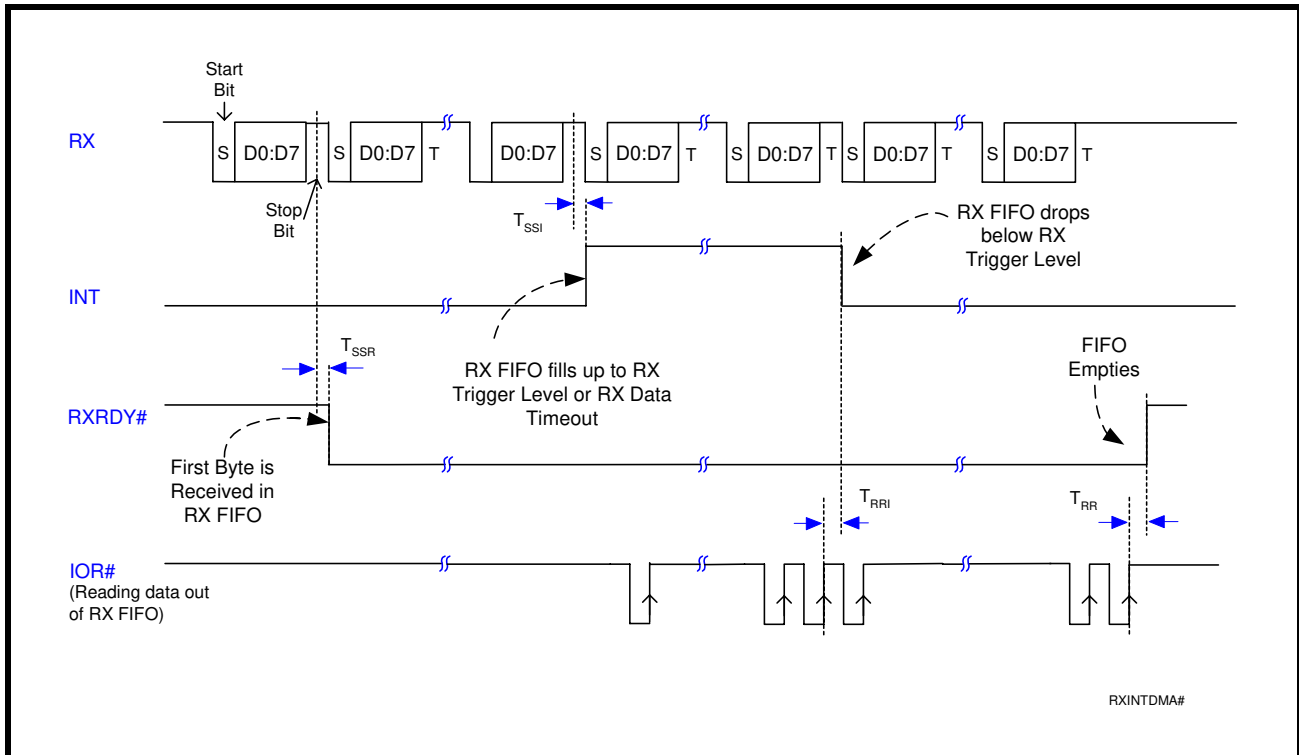 Start
Bit
RX
S D0:D7 S D0:D7 T D0:D7 S D0:D7 T S D0:D7 T S D0:D7 T S D0:D7 T
Stop
Bit
TSSI
RX FIFO drops
below RX
Trigger Level
INT
TSSR
RX FIFO fills up to RX
Trigger Level or RX Data
Timeout
FIFO
Empties
RXRDY#
First Byte is
Received in
RX FIFO
TRRI
TRR
IOR#
(Reading data out
of RX FIFO)
RXINTDMA#